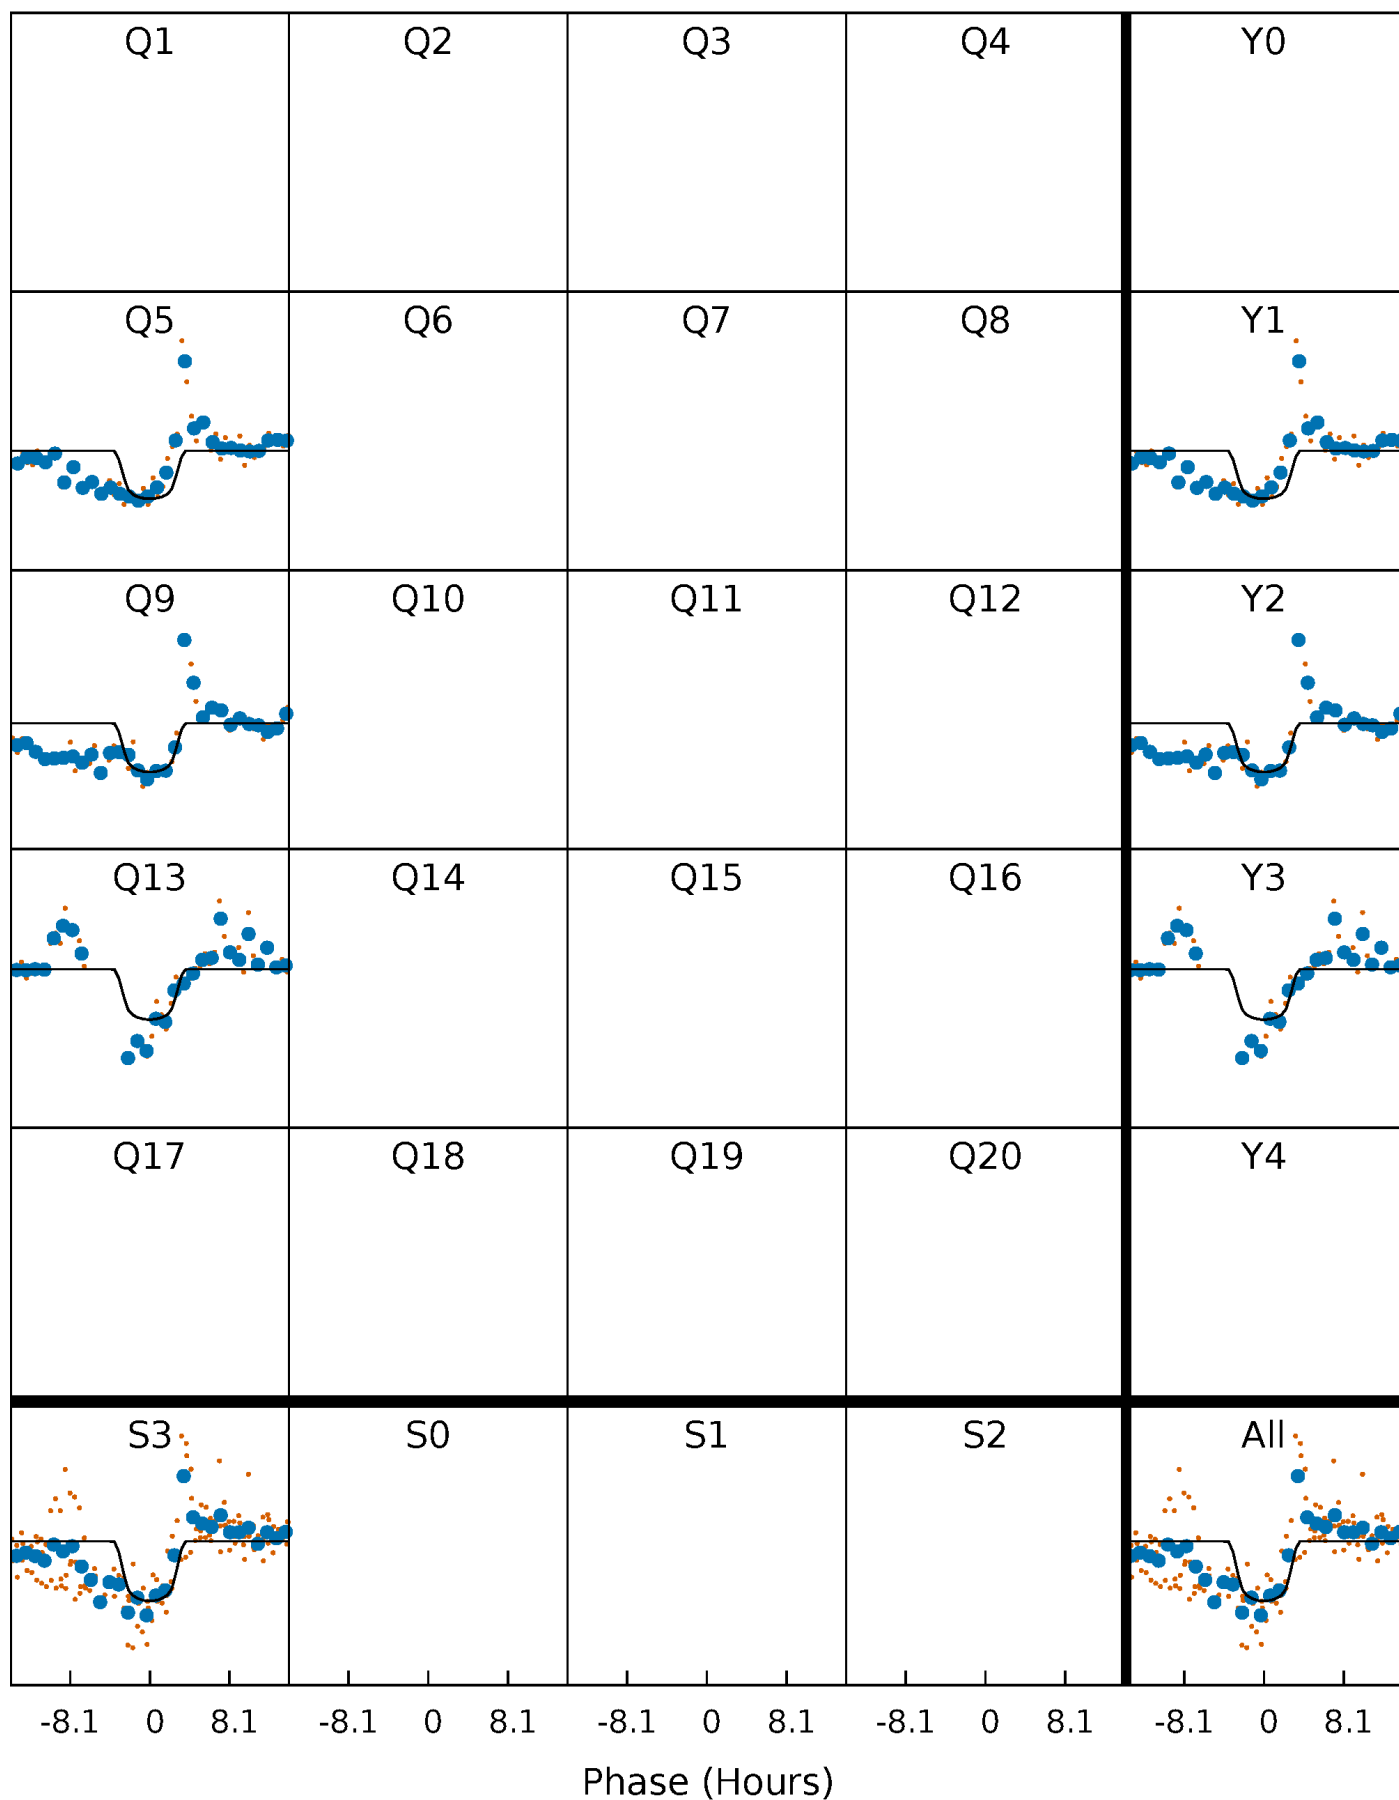 Q1 Q2 Q3 Q4 Y0
Q5 Q6 Q7 Q8 Y1
Q9 Q10 Q11 Q12 Y2
Q13 Q14 Q15 Q16 Y3
Q17 Q18 Q19 Q20 Y4
S3 S0 S1 S2 All
-8.1 0 8.1 -8.1 0 8.1 -8.1 0 8.1 -8.1 0 8.1 -8.1 0 8.1
Phase (Hours)